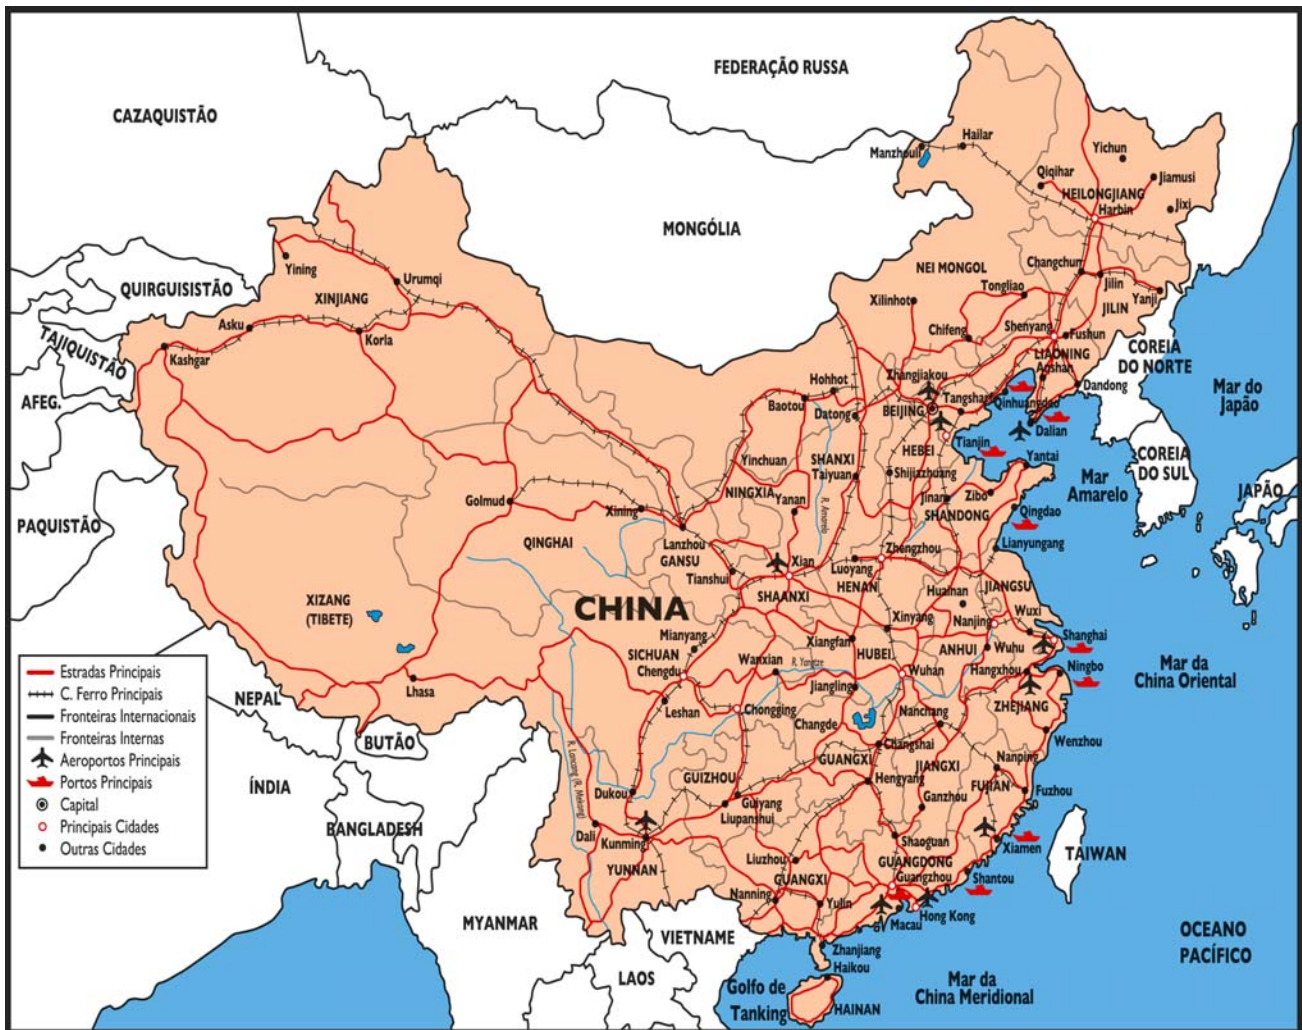 FEDERAÇÃO RUSSA
CAZAQUISTÃO
MONGÓLIA
QUIRGUISISTÃO
TAJIQUISTÃO
AFEG.
PAQUISTÃO
NEPAL
BUTÃO
ÍNDIA
BANGLADESH
MYANMAR
LAOS
VIETNAME
TAIWAN
COREIA
DO NORTE
COREIA
DO SUL
JAPÃO
Mar do
Japão
Mar
Amarelo
Mar da
China Oriental
OCEANO
PACÍFICO
Mar da
China Meridional
Golfo de
Tanking
CHINA
Manzhouli
Hailar
Yichun
Qiqihar
Jiamusi
HEILONGJIANG
Harbin
Jixi
Changchun
Jilin
Yanji
JILIN
NEI MONGOL
Tongliao
Xilinhot
Chifeng
Shenyang
Fushun
LIAONING
Anshan
Dandong
Yining
Urumqi
XINJIANG
Asku
Korla
Kashgar
Zhangjiakou
Hohhot
Baotou
Datong
BEIJING
Tangshan
Qinhuangdao
Dalian
Tianjin
HEBEI
Yantai
Yinchuan
SHANXI
Taiyuan
Shijiazhuang
NINGXIA
Yanan
R. Amarelo
Jinan
Zibo
SHANDONG
Qingdao
Lianyungang
Golmud
Xining
QINGHAI
Lanzhou
GANSU
Tianshui
Xian
SHAANXI
Luoyang
Zhengzhou
HENAN
JIANGSU
Huainan
Nanjing
Wuxi
Shanghai
XIZANG
(TIBETE)
Lhasa
Mianyang
SICHUAN
Chengdu
Leshan
Wanxian
R. Yangtze
Chongging
Xinyang
Xiangfan
HUBEI
Wuhan
ANHUI
Wuhu
Hangxhou
Ningbo
ZHEJIANG
Jiangling
Changde
Nanchang
Wenzhou
Changshai
GUANGXI
JIANGXI
Nanping
Hengyang
FUJIAN
Fuzhou
Ganzhou
GUIZHOU
Guiyang
Liupanshui
Dukou
R. Lancang (R. Mekong)
Dali
Kunming
YUNNAN
Shaoguan
Xiamen
Liuzhou
GUANGXI
GUANGDONG
Guangzhou
Shantou
Nanning
Yulin
Macau
Hong Kong
Zhanjiang
Haikou
HAINAN
Estradas Principais
C. Ferro Principais
Fronteiras Internacionais
Fronteiras Internas
Aeroportos Principais
Portos Principais
Capital
Principais Cidades
Outras Cidades